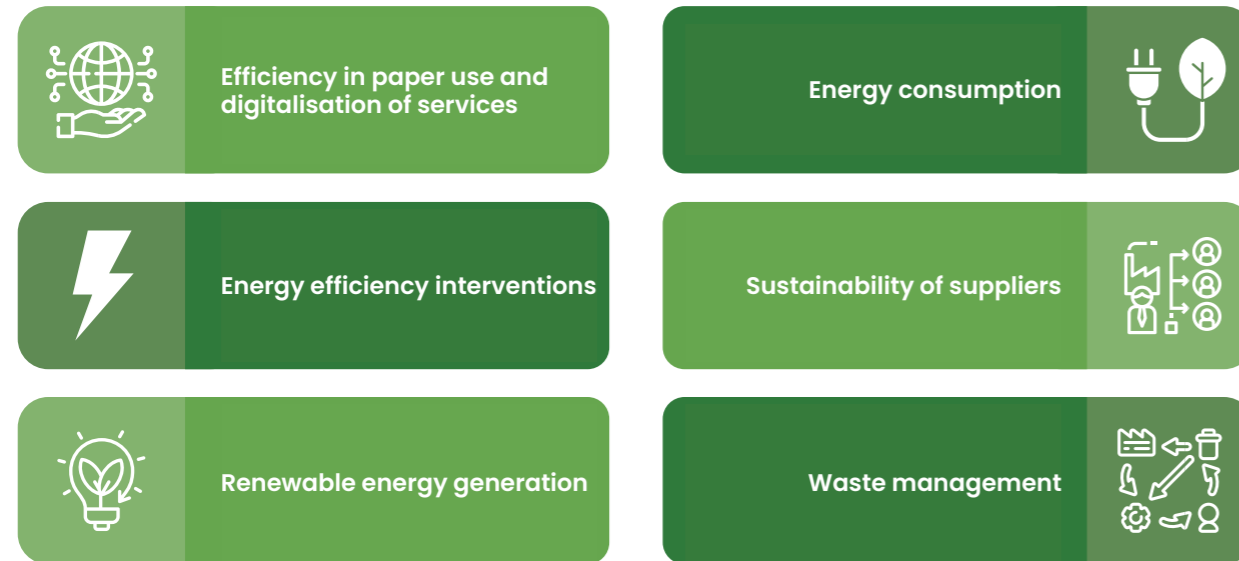 Efficiency in paper use and
digitalisation of services
Energy consumption
Energy efficiency interventions
Sustainability of suppliers
Renewable energy generation
Waste management